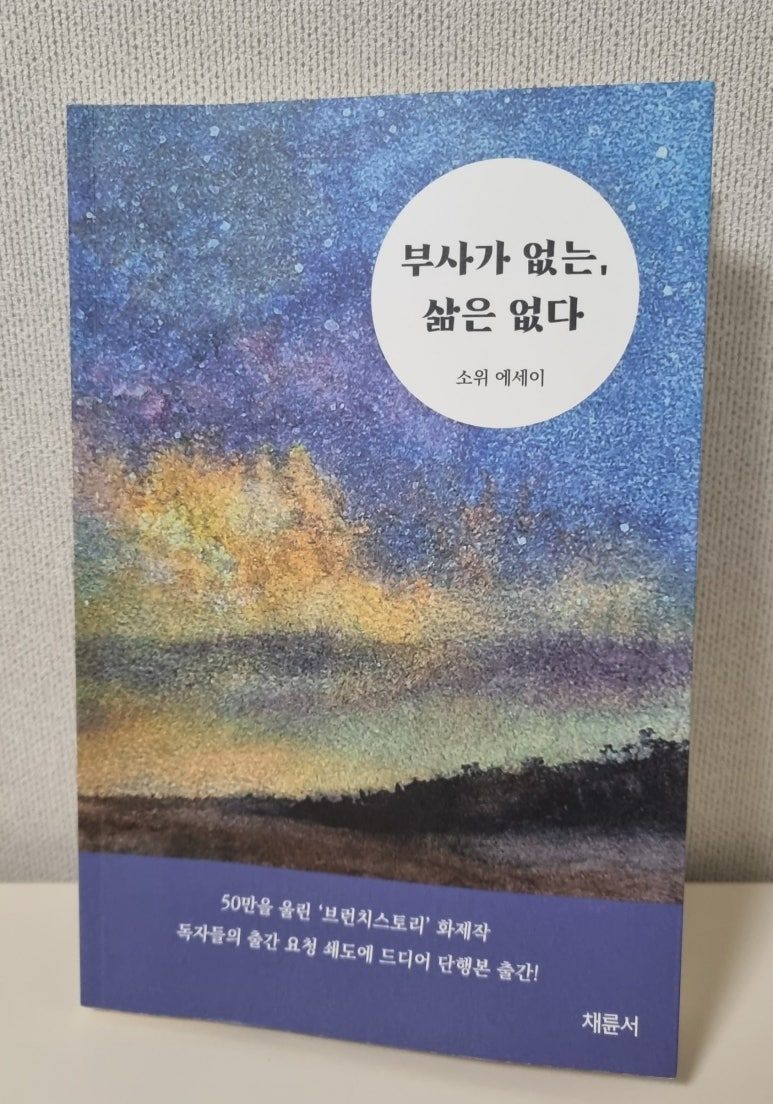 부사가 없는,
삶은 없다
소위 에세이
50만을 울린 '브런치스토리' 화제작
독자들의 출간 요청 쇄도에 드디어 단행본 출간!
채륜서